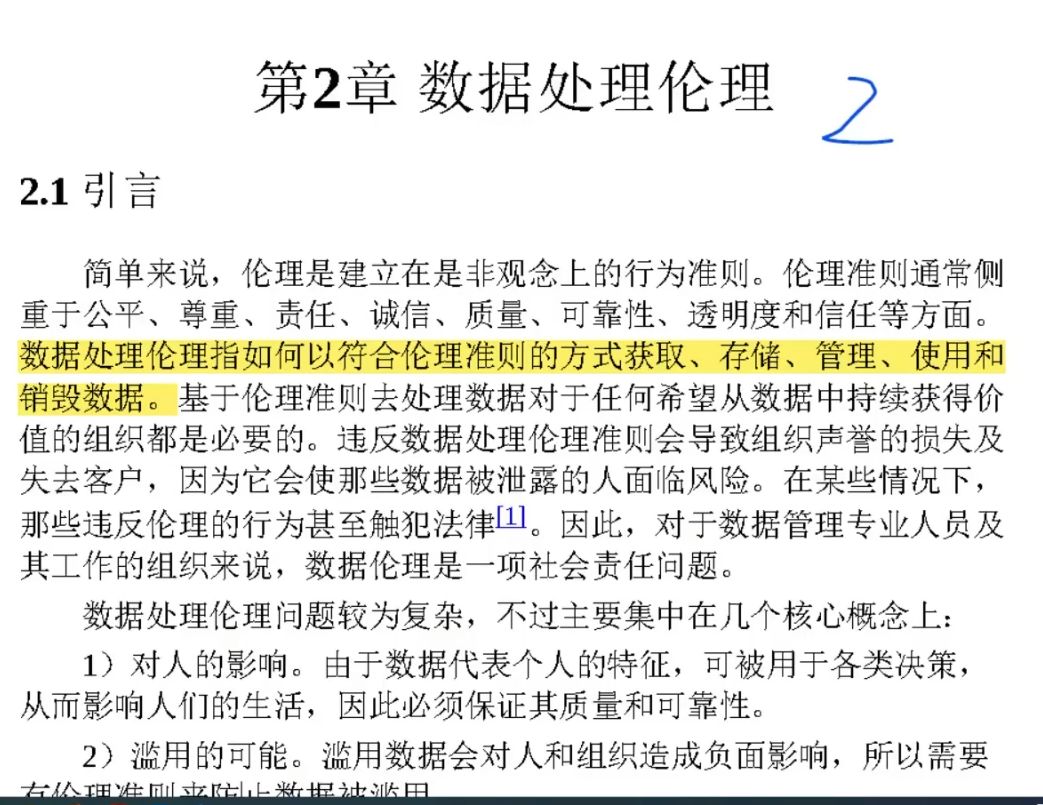 第2章 数据处理伦理
2
2.1 引言
简单来说，伦理是建立在是非观念上的行为准则。伦理准则通常侧
重于公平、尊重、责任、诚信、质量、可靠性、透明度和信任等方面。
数据处理伦理指如何以符合伦理准则的方式获取、存储、管理、使用和
销毁数据。基于伦理准则去处理数据对于任何希望从数据中持续获得价
值的组织都是必要的。违反数据处理伦理准则会导致组织声誉的损失及
失去客户，因为它会使那些数据被泄露的人面临风险。在某些情况下，
那些违反伦理的行为甚至触犯法律[1]。因此，对于数据管理专业人员及
其工作的组织来说，数据伦理是一项社会责任问题。
数据处理伦理问题较为复杂，不过主要集中在几个核心概念上：
1）对人的影响。由于数据代表个人的特征，可被用于各类决策，
从而影响人们的生活，因此必须保证其质量和可靠性。
2）滥用的可能。滥用数据会对人和组织造成负面影响，所以需要
有伦理准则来防止数据被滥用